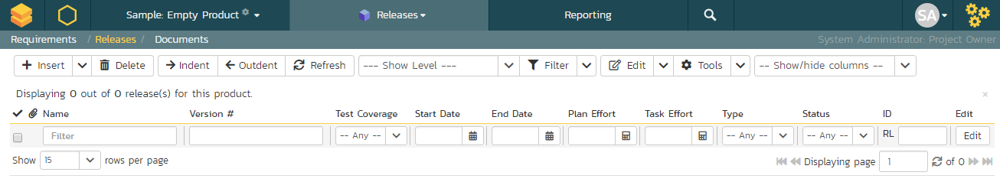 Sample: Empty Product Releases Reporting SA
Requirements / Releases / Documents System Administrator: Project Owner
Insert Delete Indent Outdent Refresh --- Show Level --- Filter Edit Tools -- Show/hide columns --
Displaying 0 out of 0 release(s) for this product. ×
Name Version # Test Coverage Start Date End Date Plan Effort Task Effort Type Status ID Edit
Filter -- Any -- -- Any -- -- Any -- RL Edit
Show 15 rows per page Displaying page 1 of 0